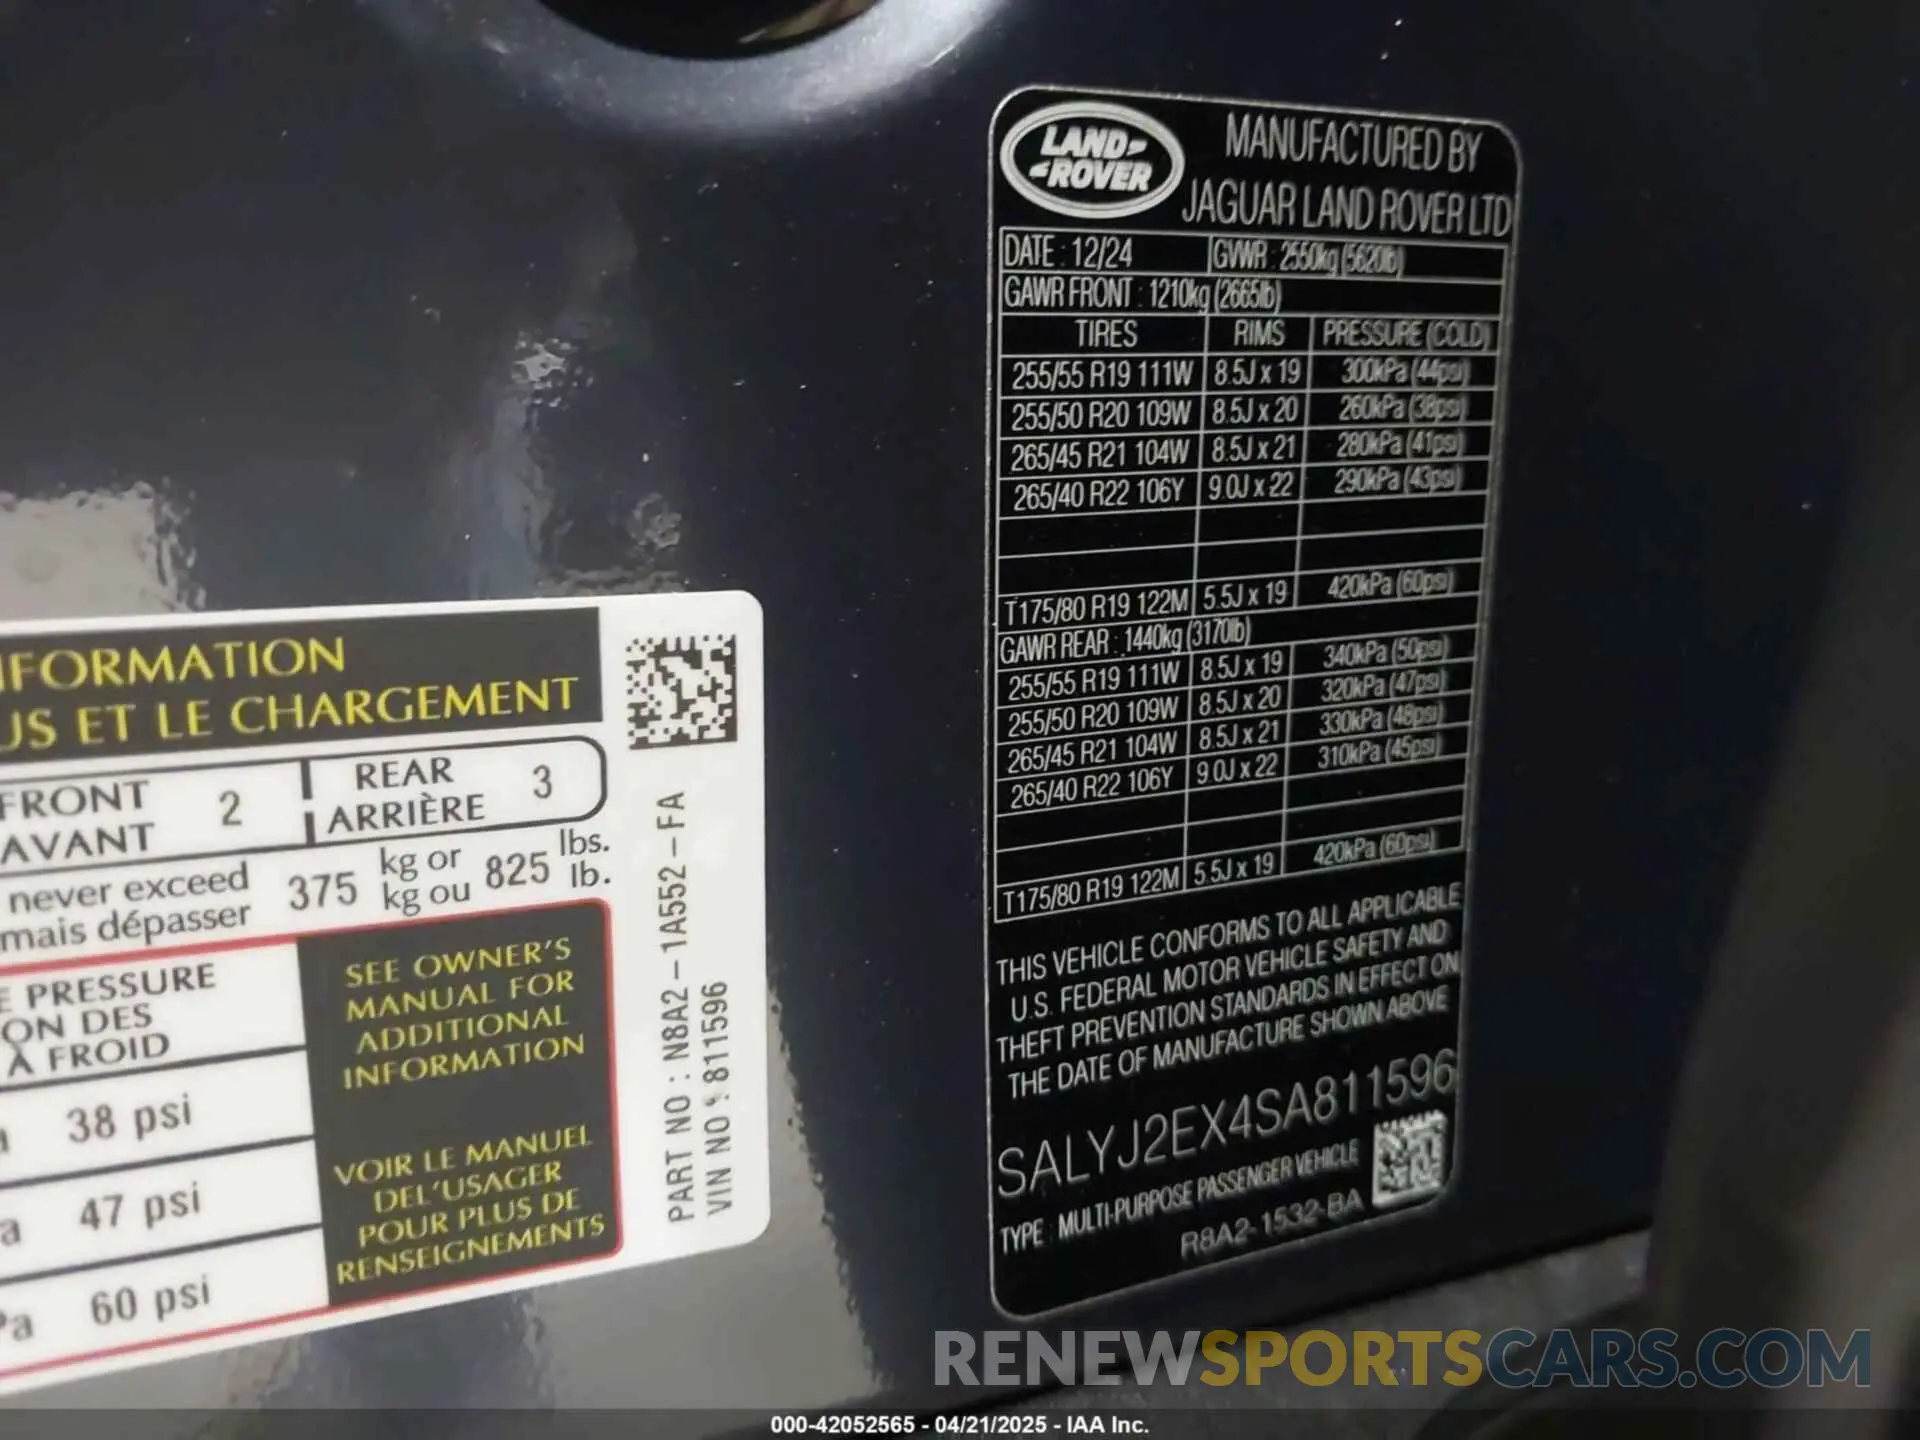 NFORMATION
US ET LE CHARGEMENT
FRONT
AVANT
2
REAR
ARRIÈRE
3
never exceed
mais dépasser
375
kg or
kg ou
825
lbs.
lb.
E PRESSURE
ON DES
À FROID
38 psi
a 47 psi
Pa 60 psi
SEE OWNER'S
MANUAL FOR
ADDITIONAL
INFORMATION
VOIR LE MANUEL
DEL'USAGER
POUR PLUS DE
RENSEIGNEMENTS
PART NO : N8A2-1A552-FA
VIN NO : 811596
LAND
ROVER
MANUFACTURED BY
JAGUAR LAND ROVER LTD
DATE : 12/24 GVWR : 2550kg (5620lb)
GAWR FRONT : 1210kg (2665lb)
TIRES RIMS PRESSURE (COLD)
255/55 R19 111W 8.5J x 19 300kPa (44psi)
255/50 R20 109W 8.5J x 20 260kPa (38psi)
265/45 R21 104W 8.5J x 21 280kPa (41psi)
265/40 R22 106Y 9.0J x 22 290kPa (43psi)
T175/80 R19 122M 5.5J x 19 420kPa (60psi)
GAWR REAR : 1440kg (3170lb)
255/55 R19 111W 8.5J x 19 340kPa (50psi)
255/50 R20 109W 8.5J x 20 320kPa (47psi)
265/45 R21 104W 8.5J x 21 330kPa (48psi)
265/40 R22 106Y 9.0J x 22 310kPa (45psi)
T175/80 R19 122M 5.5J x 19 420kPa (60psi)
THIS VEHICLE CONFORMS TO ALL APPLICABLE
U.S. FEDERAL MOTOR VEHICLE SAFETY AND
THEFT PREVENTION STANDARDS IN EFFECT ON
THE DATE OF MANUFACTURE SHOWN ABOVE
SALYJ2EX4SA811596
TYPE : MULTI-PURPOSE PASSENGER VEHICLE
R8A2-1532-BA
RENEWSPORTSCARS.COM
000-42052565 - 04/21/2025 - IAA Inc.